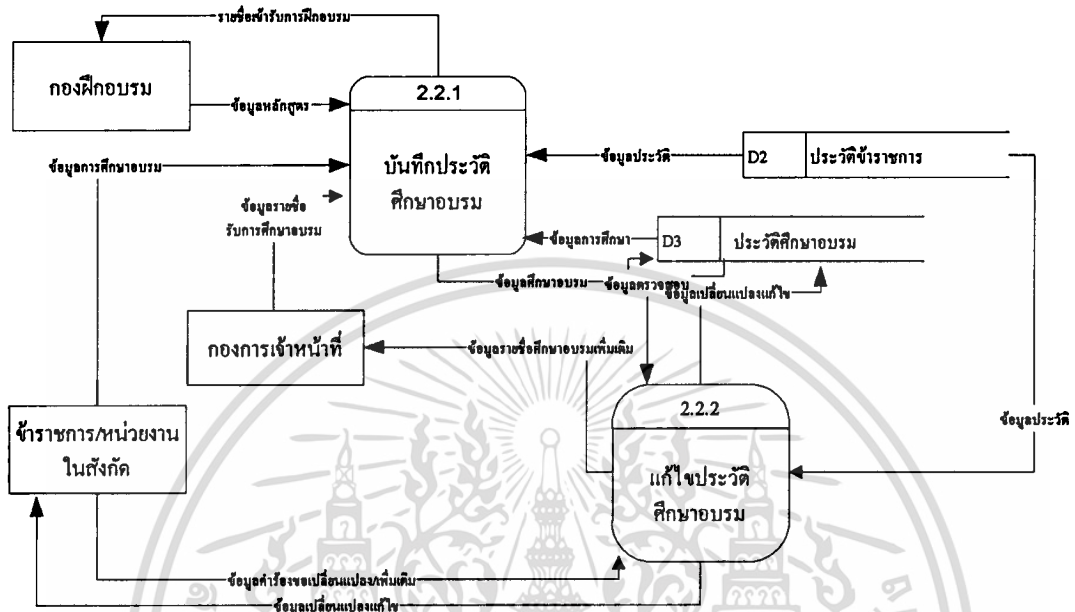 รายชื่อเข้ารับการฝึกอบรม
กองฝึกอบรม
ข้อมูลหลักสูตร
2.2.1
บันทึกประวัติ
ศึกษาอบรม
ข้อมูลการศึกษาอบรม
ข้อมูลประวัติ
D2
ประวัติข้าราชการ
ข้อมูลรายชื่อ
รับการศึกษาอบรม
ข้อมูลการศึกษา
D3
ประวัติศึกษาอบรม
ข้อมูลศึกษาอบรม
ข้อมูลตรวจสอบ
ข้อมูลเปลี่ยนแปลงแก้ไข
กองการเจ้าหน้าที่
ข้อมูลรายชื่อศึกษาอบรมเพิ่มเติม
2.2.2
แก้ไขประวัติ
ศึกษาอบรม
ข้อมูลประวัติ
ข้าราชการ/หน่วยงาน
ในสังกัด
ข้อมูลคำร้องขอเปลี่ยนแปลง/เพิ่มเติม
ข้อมูลเปลี่ยนแปลงแก้ไข